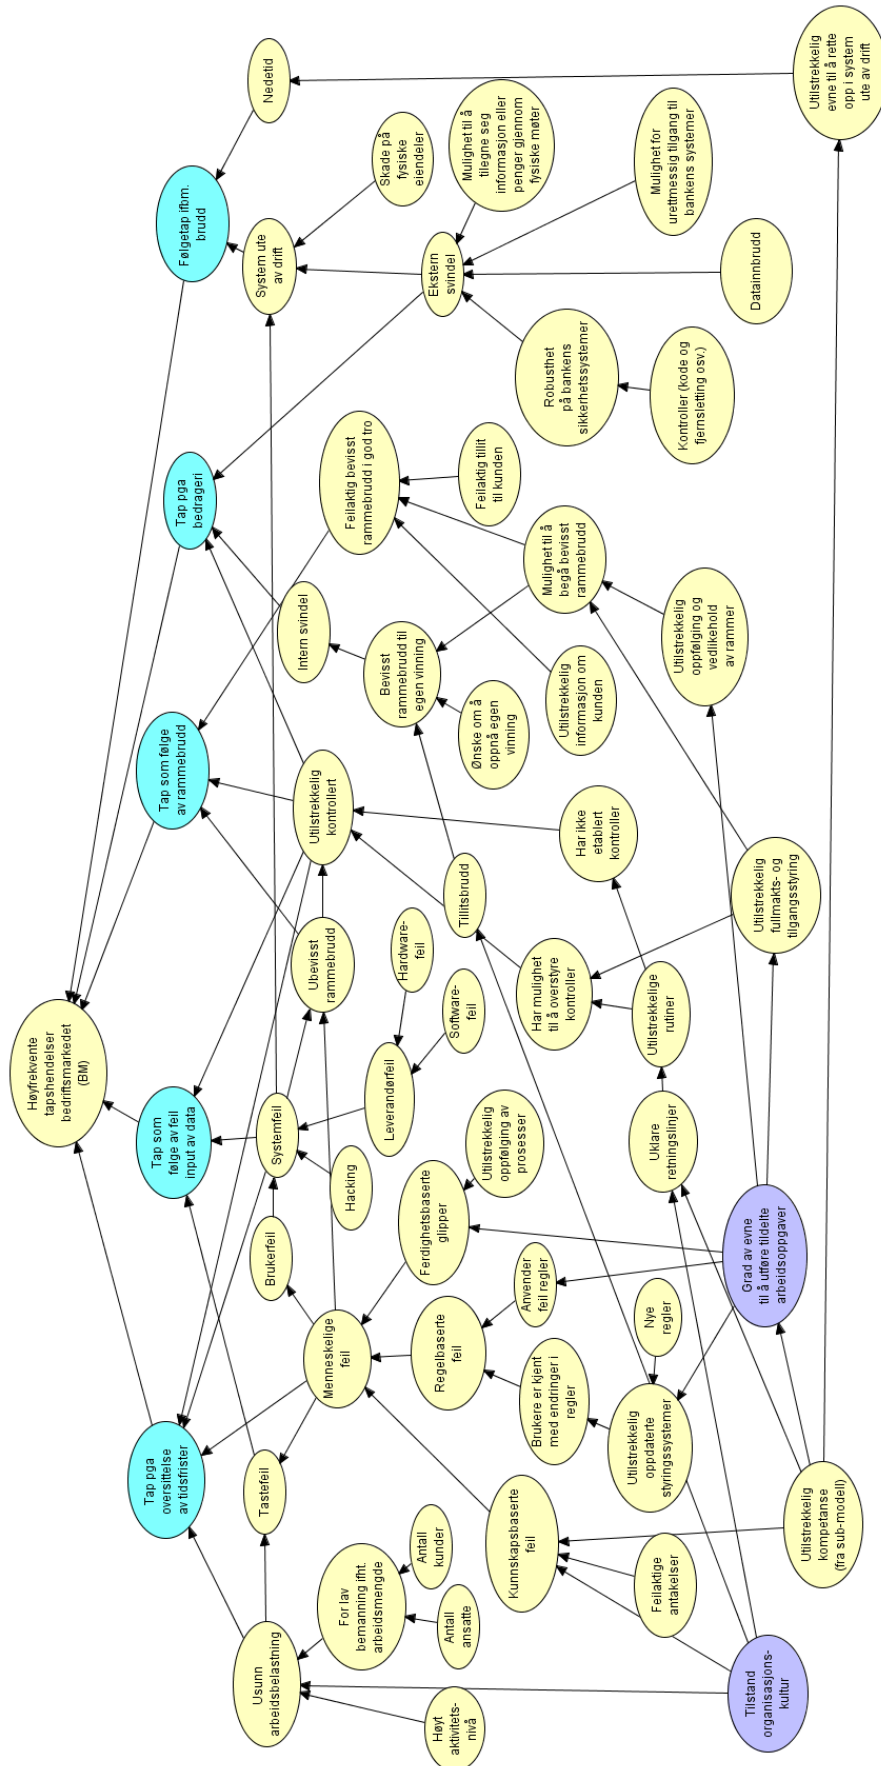 Høyfrekvente
tapshendelser
bedriftsmarkedet
(BM)
Tap pga
oversittelse
av tidsfrister
Tap som
følge av feil
input av data
Tap som følge
av rammebrudd
Tap pga
bedrageri
Følgetap ifbm.
brudd
Nedetid
Usunn
arbeidsbelastning
Tastefeil
Brukerfeil
Systemfeil
Ubevisst
rammebrudd
Utilstrekkelig
kontrollert
Intern svindel
System ute
av drift
Skade på
fysiske
eiendeler
For lav
bemanning ifht.
arbeidsmengde
Menneskelige
feil
Hacking
Leverandørfeil
Hardware-
feil
Feilaktig bevisst
rammebrudd i god tro
Høyt
aktivitets-
nivå
Antall
ansatte
Antall
kunder
Regelbaserte
feil
Ferdighetsbaserte
glipper
Software-
feil
Tillitsbrudd
Bevisst
rammebrudd til
egen vinning
Ønske om å
oppnå egen
vinning
Feilaktig tillit
til kunden
Ekstern
svindel
Mulighet til å
tilegne seg
informasjon eller
penger gjennom
fysiske møter
Kunnskapsbaserte
feil
Brukere er kjent
med endringer i
regler
Anvender
feil regler
Utilstrekkelig
oppfølging av
prosesser
Har mulighet
til å overstyre
kontroller
Har ikke
etablert
kontroller
Utilstrekkelig
informasjon om
kunden
Mulighet til å
begå bevisst
rammebrudd
Robusthet
på bankens
sikkerhetssystemer
Feilaktige
antakelser
Utilstrekkelig
oppdaterte
styringssystemer
Nye
regler
Uklare
retningslinjer
Utilstrekkelige
rutiner
Utilstrekkelig
oppfølging og
vedlikehold
av rammer
Kontroller (kode og
fjernsletting osv.)
Datainnbrudd
Mulighet for
urettmessig tilgang til
bankens systemer
Tilstand
organisasjons-
kultur
Utilstrekkelig
kompetanse
(fra sub-modell)
Grad av evne
til å utføre tildelte
arbeidsoppgaver
Utilstrekkelig
fullmakts- og
tilgangsstyring
Utilstrekkelig
evne til å rette
opp i system
ute av drift